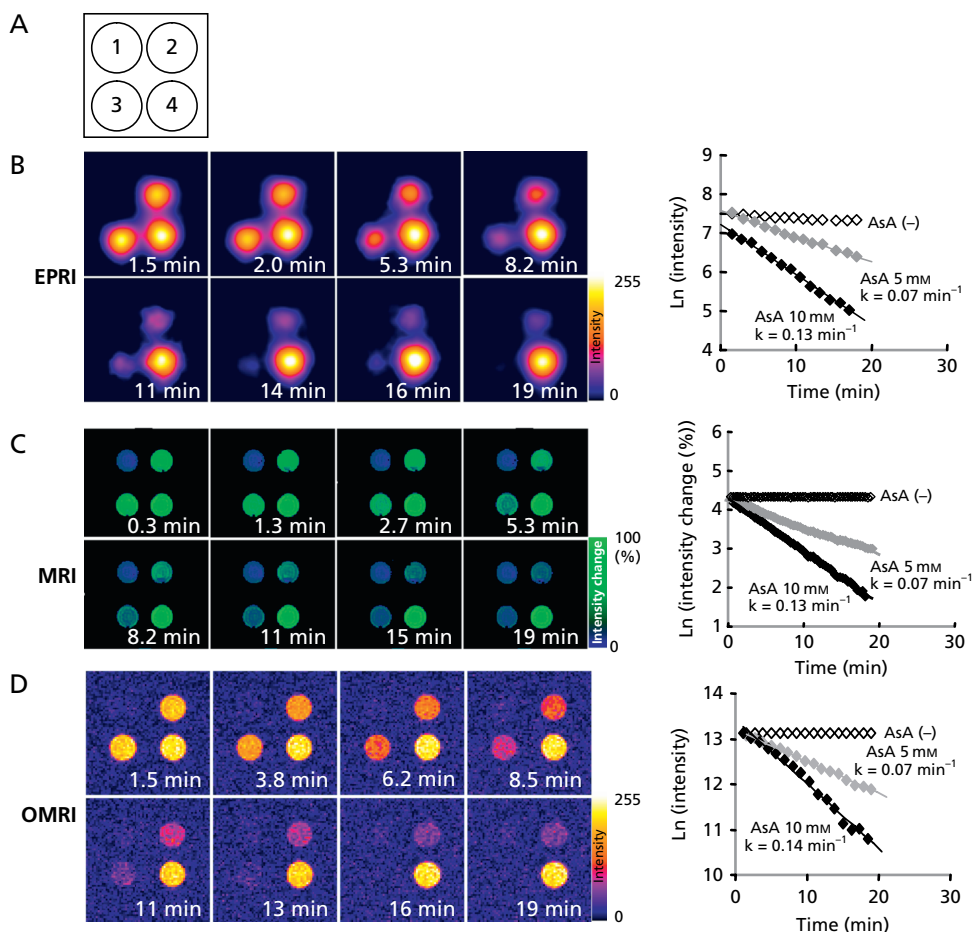 A
1 2
3 4
B
EPRI
1.5 min 2.0 min 5.3 min 8.2 min
11 min 14 min 16 min 19 min
255
Intensity
0
9
8
7
6
5
4
Ln (intensity)
AsA (–)
AsA 5 mM
k = 0.07 min⁻¹
AsA 10 mM
k = 0.13 min⁻¹
0 10 20 30
Time (min)
C
MRI
0.3 min 1.3 min 2.7 min 5.3 min
8.2 min 11 min 15 min 19 min
100
(%)
Intensity change
0
6
5
4
3
2
1
Ln (intensity change (%))
AsA (–)
AsA 5 mM
k = 0.07 min⁻¹
AsA 10 mM
k = 0.13 min⁻¹
0 10 20 30
Time (min)
D
OMRI
1.5 min 3.8 min 6.2 min 8.5 min
11 min 13 min 16 min 19 min
255
Intensity
0
14
13
12
11
10
Ln (intensity)
AsA (–)
AsA 5 mM
k = 0.07 min⁻¹
AsA 10 mM
k = 0.14 min⁻¹
0 10 20 30
Time (min)